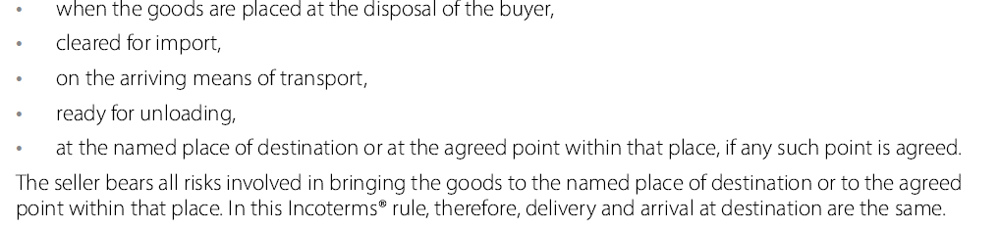 • when the goods are placed at the disposal of the buyer,
• cleared for import,
• on the arriving means of transport,
• ready for unloading,
• at the named place of destination or at the agreed point within that place, if any such point is agreed.
The seller bears all risks involved in bringing the goods to the named place of destination or to the agreed
point within that place. In this Incoterms® rule, therefore, delivery and arrival at destination are the same.